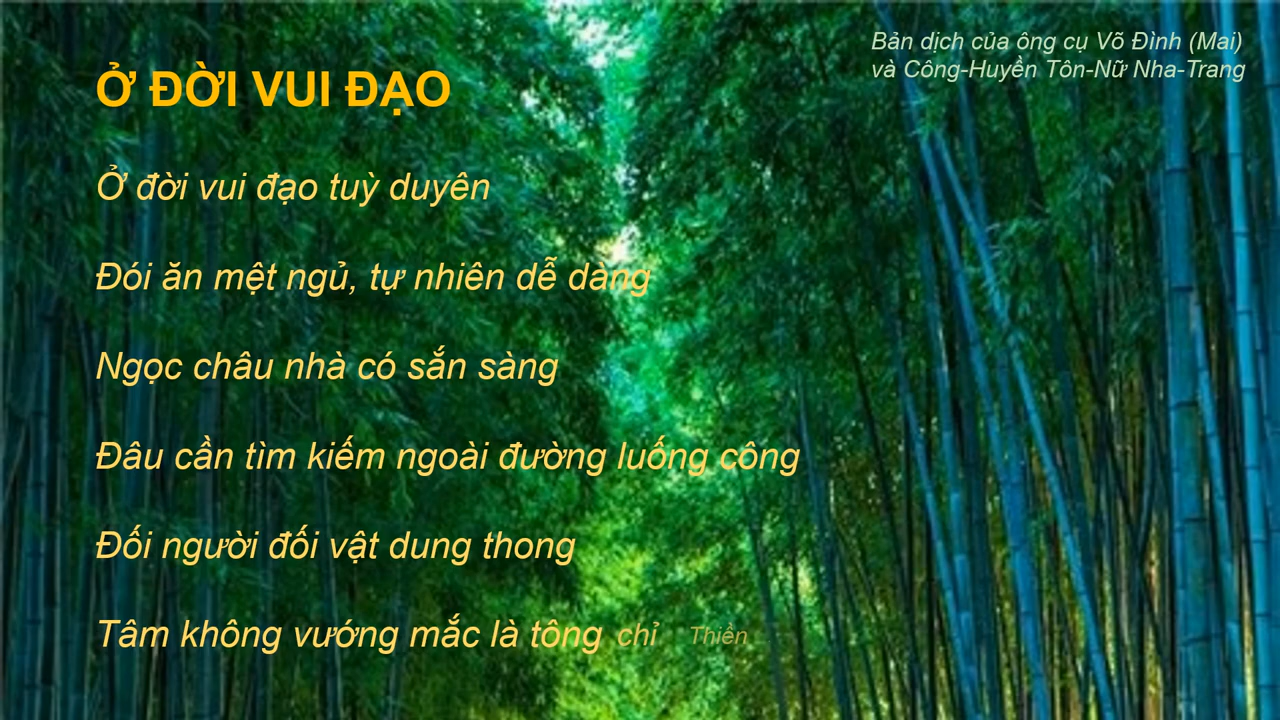 Bản dịch của ông cụ Võ Đình (Mai)
và Công-Huyền Tôn-Nữ Nha-Trang
Ở ĐỜI VUI ĐẠO
Ở đời vui đạo tuỳ duyên
Đói ăn mệt ngủ, tự nhiên dễ dàng
Ngọc châu nhà có sắn sàng
Đâu cần tìm kiếm ngoài đường luống công
Đối người đối vật dung thong
Tâm không vướng mắc là tông chỉ Thiền